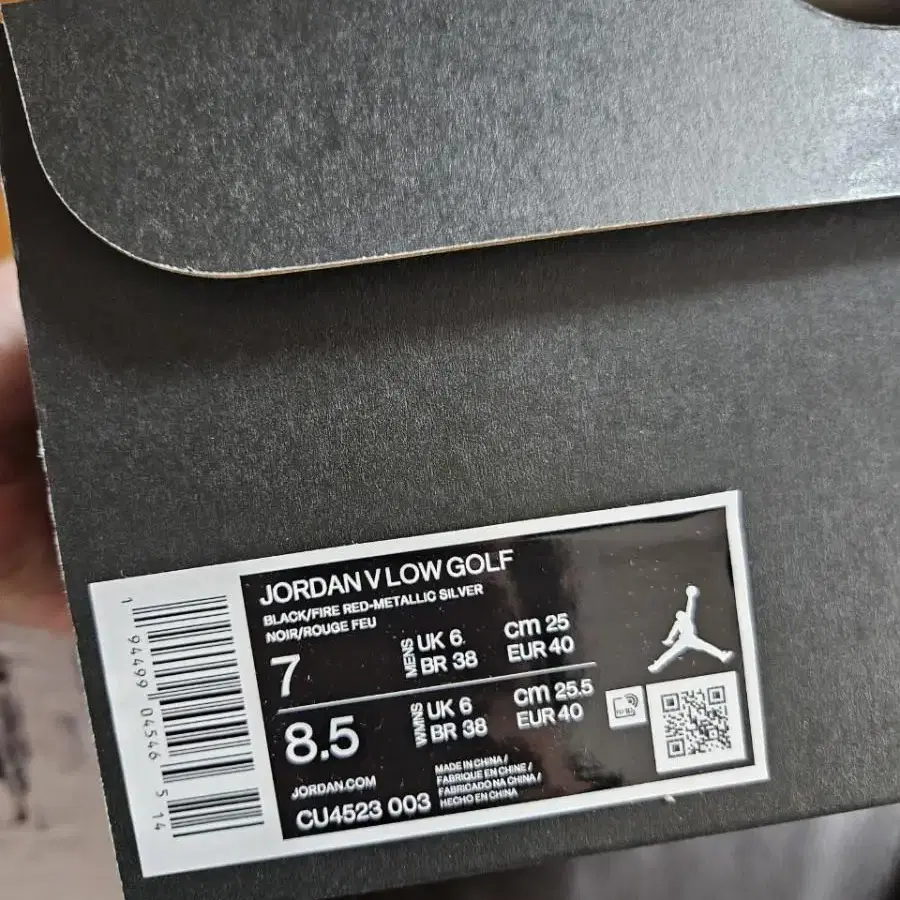 JORDAN V LOW GOLF
BLACK/FIRE RED-METALLIC SILVER
NOIR/ROUGE FEU
7
MENS
UK 6
BR 38
cm 25
EUR 40
8.5
WMNS
UK 6
BR 38
cm 25.5
EUR 40
JORDAN.COM
CU4523 003
MADE IN CHINA /
FABRIQUE EN CHINE /
FABRICADO NA CHINA /
HECHO EN CHINA
1 94499 04546 5 14